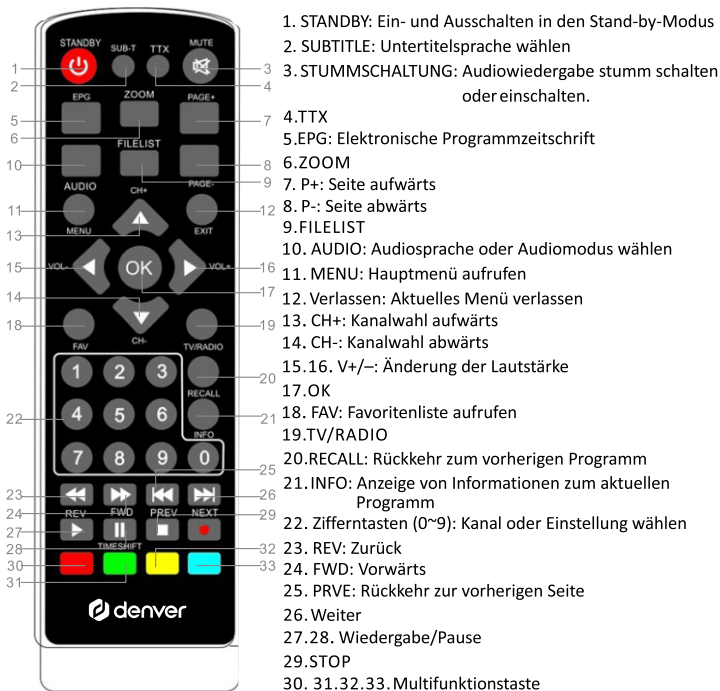 STANDBY
SUB-T
TTX
MUTE
1
2
3
4
EPG
ZOOM
PAGE+
5
6
7
FILELIST
10
8
9
AUDIO
CH+
PAGE-
11
12
MENU
EXIT
13
VOL-
OK
VOL+
15
16
14
17
18
19
FAV
CH-
TV/RADIO
1 2 3
20
RECALL
4 5 6
22
21
INFO
7 8 9 0
25
23
26
24
29
REV FWD PREV NEXT
27
28
TIMESHIFT
32
30
33
31
denver
1. STANDBY: Ein- und Ausschalten in den Stand-by-Modus
2. SUBTITLE: Untertitelsprache wählen
3. STUMMSCHALTUNG: Audiowiedergabe stumm schalten
oder einschalten.
4.TTX
5.EPG: Elektronische Programmzeitschrift
6.ZOOM
7. P+: Seite aufwärts
8. P-: Seite abwärts
9.FILELIST
10. AUDIO: Audiosprache oder Audiomodus wählen
11. MENU: Hauptmenü aufrufen
12. Verlassen: Aktuelles Menü verlassen
13. CH+: Kanalwahl aufwärts
14. CH-: Kanalwahl abwärts
15.16. V+/–: Änderung der Lautstärke
17.OK
18. FAV: Favoritenliste aufrufen
19.TV/RADIO
20.RECALL: Rückkehr zum vorherigen Programm
21.INFO: Anzeige von Informationen zum aktuellen
Programm
22. Zifferntasten (0~9): Kanal oder Einstellung wählen
23. REV: Zurück
24. FWD: Vorwärts
25. PRVE: Rückkehr zur vorherigen Seite
26. Weiter
27.28. Wiedergabe/Pause
29.STOP
30. 31.32.33. Multifunktionstaste